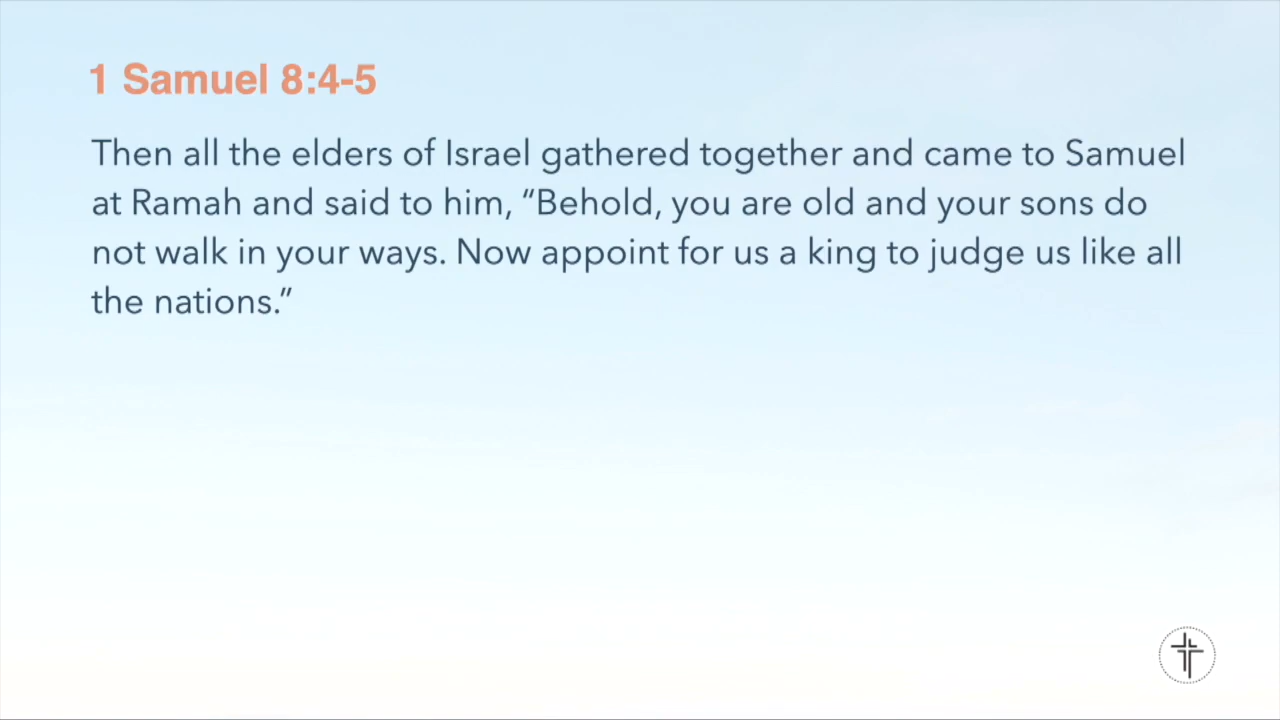 1 Samuel 8:4-5
Then all the elders of Israel gathered together and came to Samuel
at Ramah and said to him, “Behold, you are old and your sons do
not walk in your ways. Now appoint for us a king to judge us like all
the nations.”